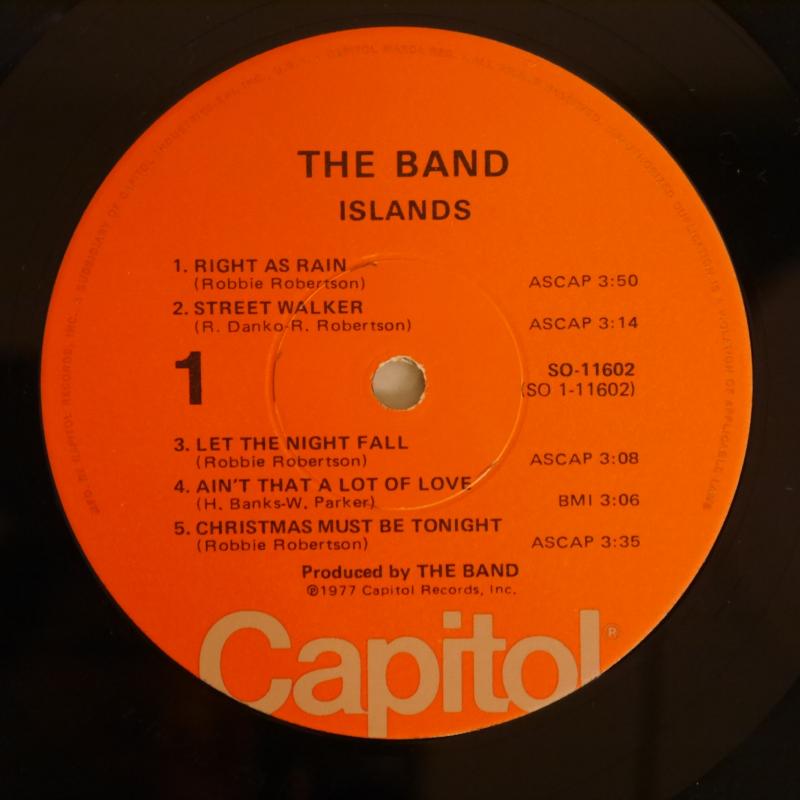 THE BAND
ISLANDS
1. RIGHT AS RAIN
(Robbie Robertson) ASCAP 3:50
2. STREET WALKER
(R. Danko-R. Robertson) ASCAP 3:14
1
SO-11602
(SO 1-11602)
3. LET THE NIGHT FALL
(Robbie Robertson) ASCAP 3:08
4. AIN'T THAT A LOT OF LOVE
(H. Banks-W. Parker) BMI 3:06
5. CHRISTMAS MUST BE TONIGHT
(Robbie Robertson) ASCAP 3:35
Produced by THE BAND
℗1977 Capitol Records, Inc.
Capitol®